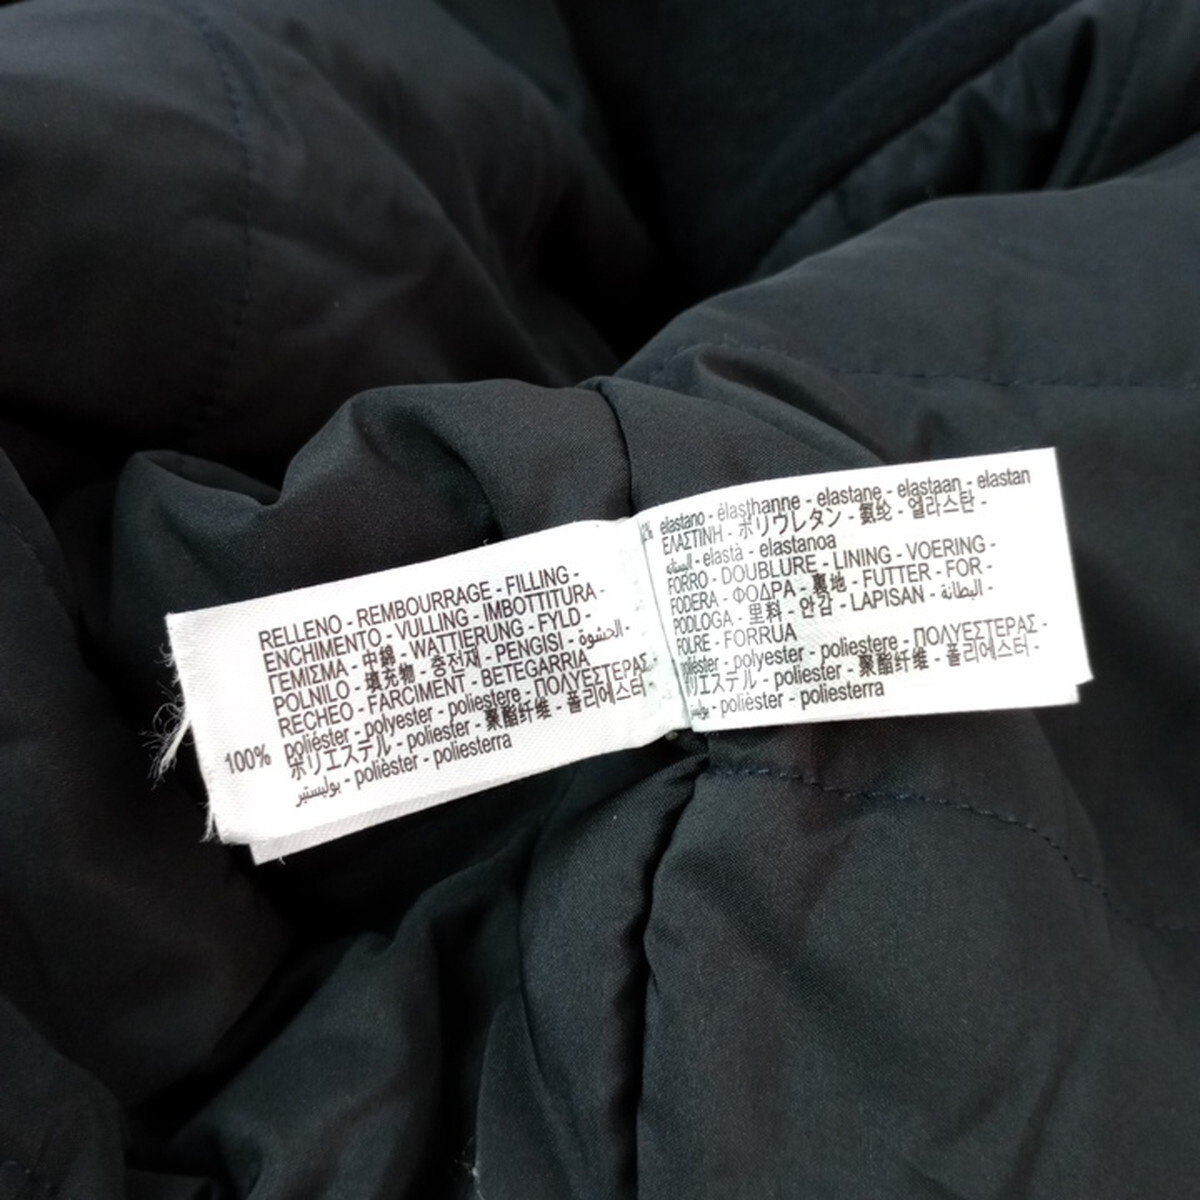 RELLENO - REMBOURRAGE - FILLING -
ENCHIMENTO - VULLING - IMBOTTITURA -
ΓΕΜΙΣΜΑ - 中綿 - WATTIERUNG - FYLD -
POLNILO - 填充物 - 충전재 - PENGISI - الحشوة -
RECHEO - FARCIMENT - BETEGARRIA
100% poliéster - polyester - poliestere - ΠΟΛΥΕΣΤΕΡΑΣ -
ポリエステル - poliester - 聚酯纤维 - 폴리에스터 -
بوليستير - polièster - poliesterra
% elastano - élasthanne - elastane - elastaan - elastan
ΕΛΑΣΤΙΝΗ - ポリウレタン - 氨纶 - 엘라스탄 -
elastà - elastanoa
FORRO - DOUBLURE - LINING - VOERING -
FODERA - ΦΟΔΡΑ - 裏地 - FUTTER - FOR -
PODLOGA - 里料 - 안감 - LAPISAN - البطانة -
FOLRE - FORRUA
poliéster - polyester - poliestere - ΠΟΛΥΕΣΤΕΡΑΣ -
リエステル - poliester - 聚酯纤维 - 폴리에스터 -
polièster - poliesterra